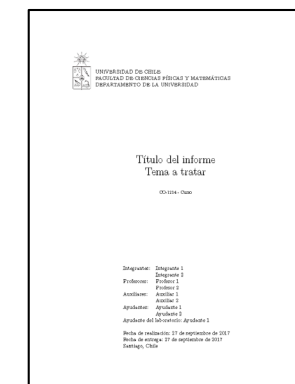 UNIVERSIDAD DE CHILE
FACULTAD DE CIENCIAS FÍSICAS Y MATEMÁTICAS
DEPARTAMENTO DE LA UNIVERSIDAD
Título del informe
Tema a tratar
CO-1234 - Curso
Integrantes: Integrante 1
Integrante 2
Profesores: Profesor 1
Profesor 2
Auxiliares: Auxiliar 1
Auxiliar 2
Ayudantes: Ayudante 1
Ayudante 2
Ayudante del laboratorio: Ayudante 1
Fecha de realización: 27 de septiembre de 2017
Fecha de entrega: 27 de septiembre de 2017
Santiago, Chile